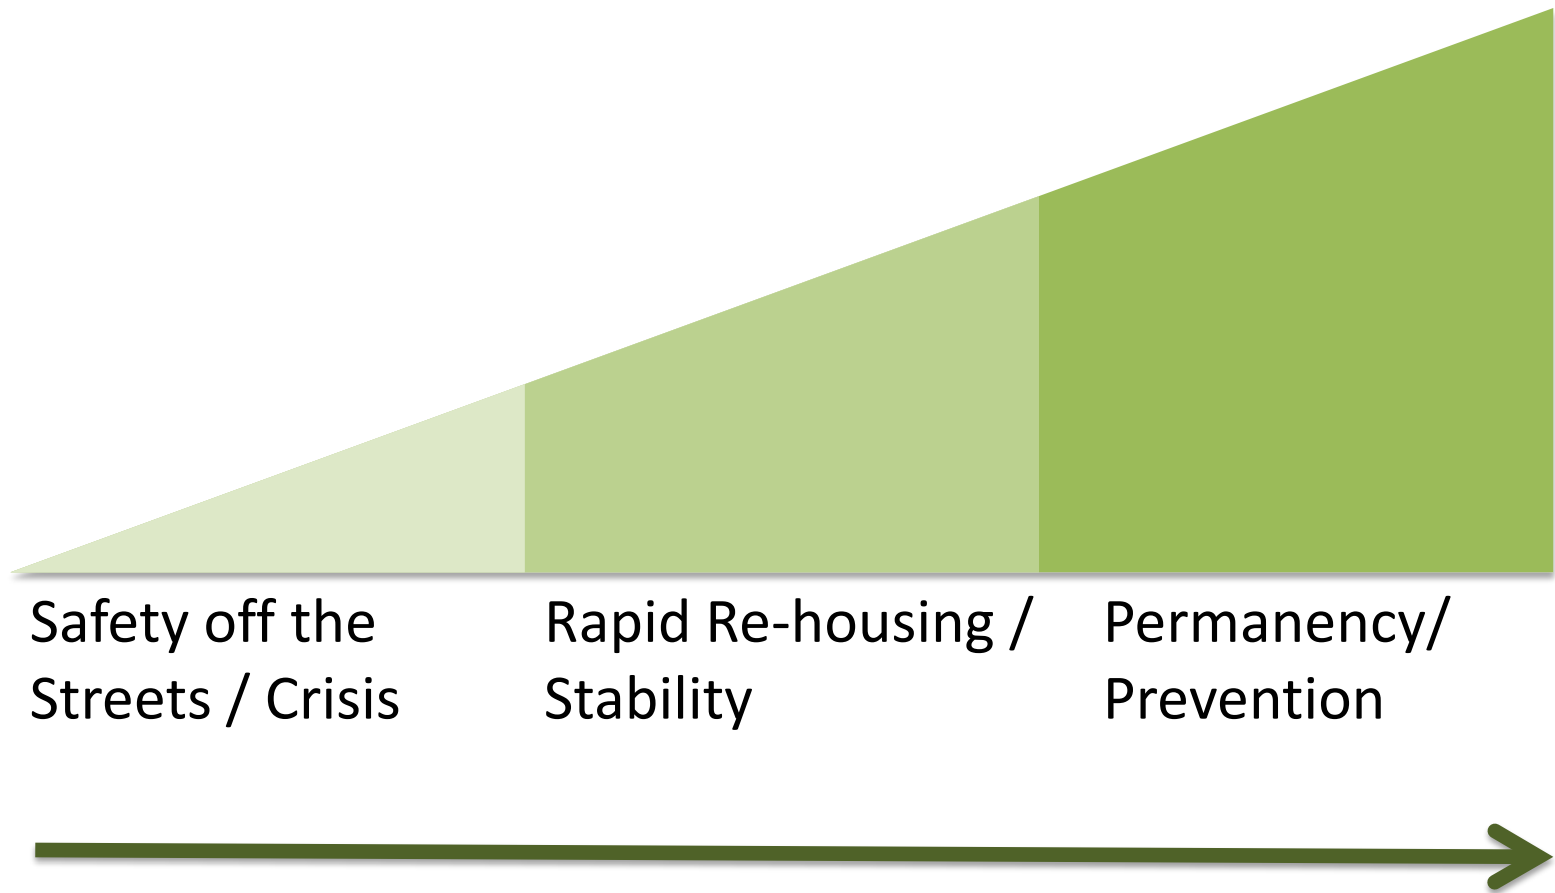 Safety off the
Streets / Crisis
Rapid Re-housing /
Stability
Permanency/
Prevention